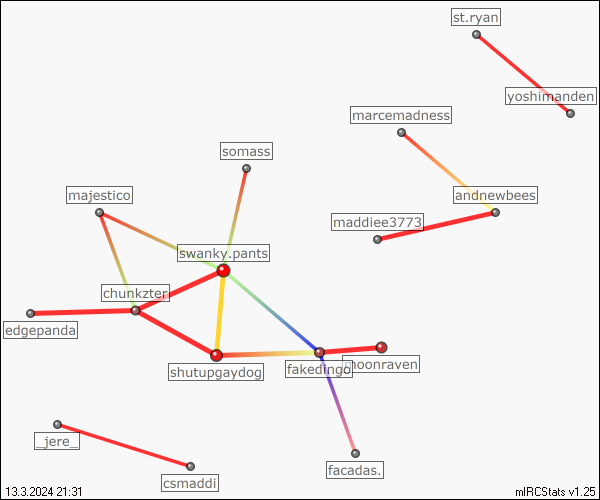 st.ryan
yoshimanden
marcemadness
somass
majestico
andnewbees
maddiee3773
swanky.pants
chunkzter
edgepanda
shutupgaydog
fakedingo
_jere_
facadas.
csmaddi
13.3.2024 21:31
mIRCStats v1.25